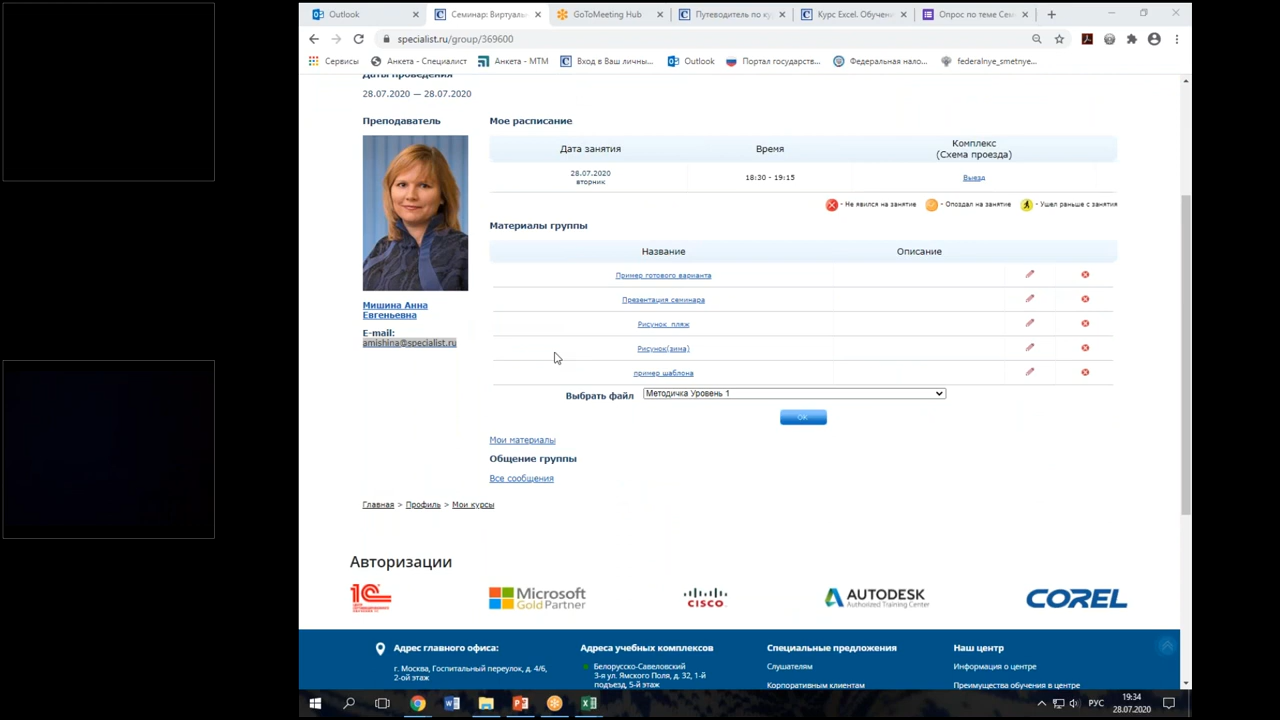 Outlook
Семинар: Виртуаль
GoToMeeting Hub
Путеводитель по ку
Курс Excel. Обучен
Опрос по теме Сем
specialist.ru/group/369600
Сервисы
Анкета - Специалист
Анкета - МТМ
Вход в Ваш личны...
Outlook
Портал государст...
Федеральная нало...
federalnye_smetnye...
Даты проведения
28.07.2020 — 28.07.2020
Преподаватель
Мишина Анна
Евгеньевна
E-mail:
amishina@specialist.ru
Мое расписание
Дата занятия
Время
Комплекс
(Схема проезда)
28.07.2020
вторник
18:30 - 19:15
Выезд
- Не явился на занятие
- Опоздал на занятие
- Ушел раньше с занятия
Материалы группы
Название
Описание
Пример готового варианта
Презентация семинара
Рисунок_пляж
Рисунок(зима)
пример шаблона
Выбрать файл
Методичка Уровень 1
OK
Мои материалы
Общение группы
Все сообщения
Главная > Профиль > Мои курсы
Авторизации
1С
Microsoft
Gold Partner
CISCO
AUTODESK
Authorized Training Center
COREL
Адрес главного офиса:
г. Москва, Госпитальный переулок, д. 4/6,
2-ой этаж
Адреса учебных комплексов
Белорусско-Савеловский
3-я ул. Ямского Поля, д. 32, 1-й
подъезд, 5-й этаж
Специальные предложения
Слушателям
Корпоративным клиентам
Наш центр
Информация о центре
Преимущества обучения в центре
РУС
19:34
28.07.2020